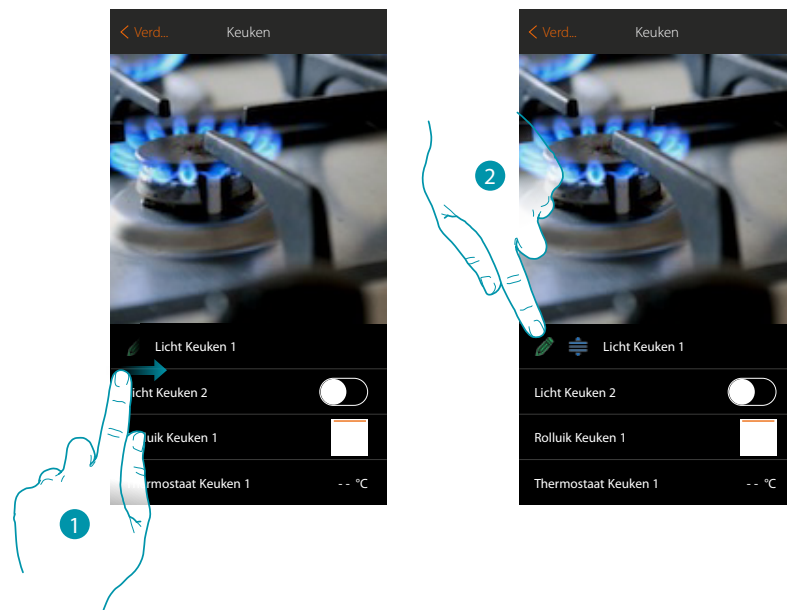 Verd... Keuken
Licht Keuken 1
icht Keuken 2
uik Keuken 1
rmostaat Keuken 1 -- °C
1
Verd... Keuken
2
Licht Keuken 1
Licht Keuken 2
Rolluik Keuken 1
Thermostaat Keuken 1 -- °C